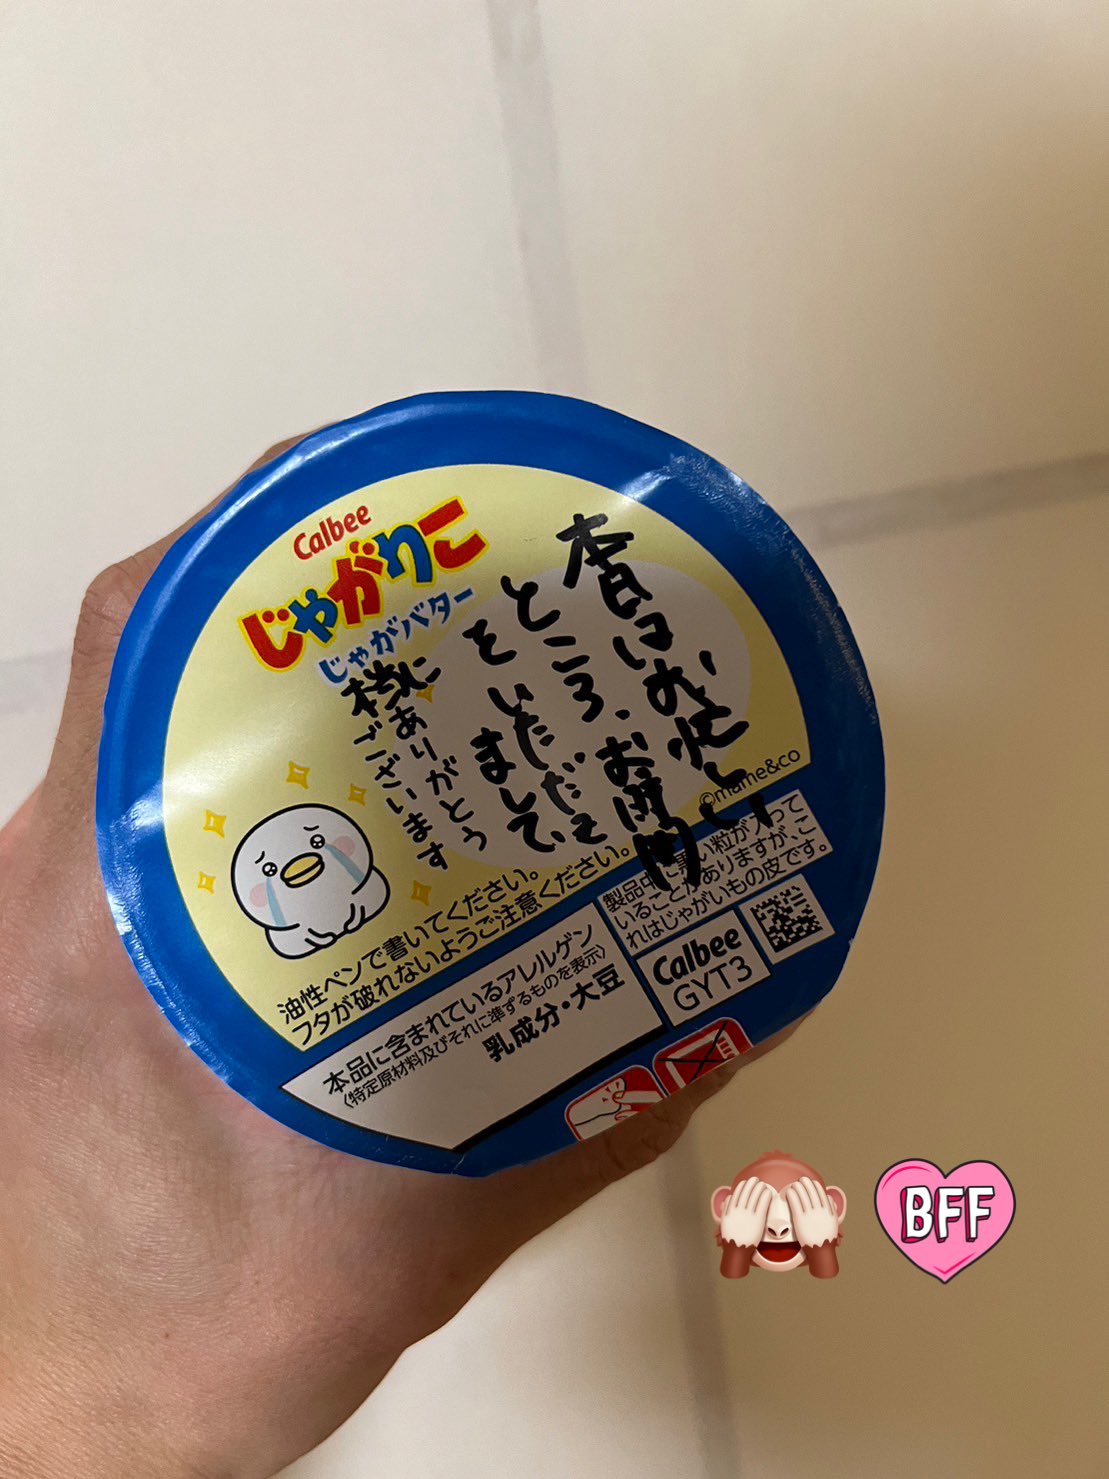 Calbee
じゃがりこ
じゃがバター
本日はお忙しい
ところ、お時間
をいただ
まして
に
ありがとう
ございます
©mame&co
油性ペンで書いてください。
フタが破れないようご注意ください。
製品中に黒い粒が入って
いることがありますが、こ
れはじゃがいもの皮です。
本品に含まれているアレルゲン
(特定原材料及びそれに準ずるものを表示)
乳成分・大豆
Calbee
GYT3
BFF